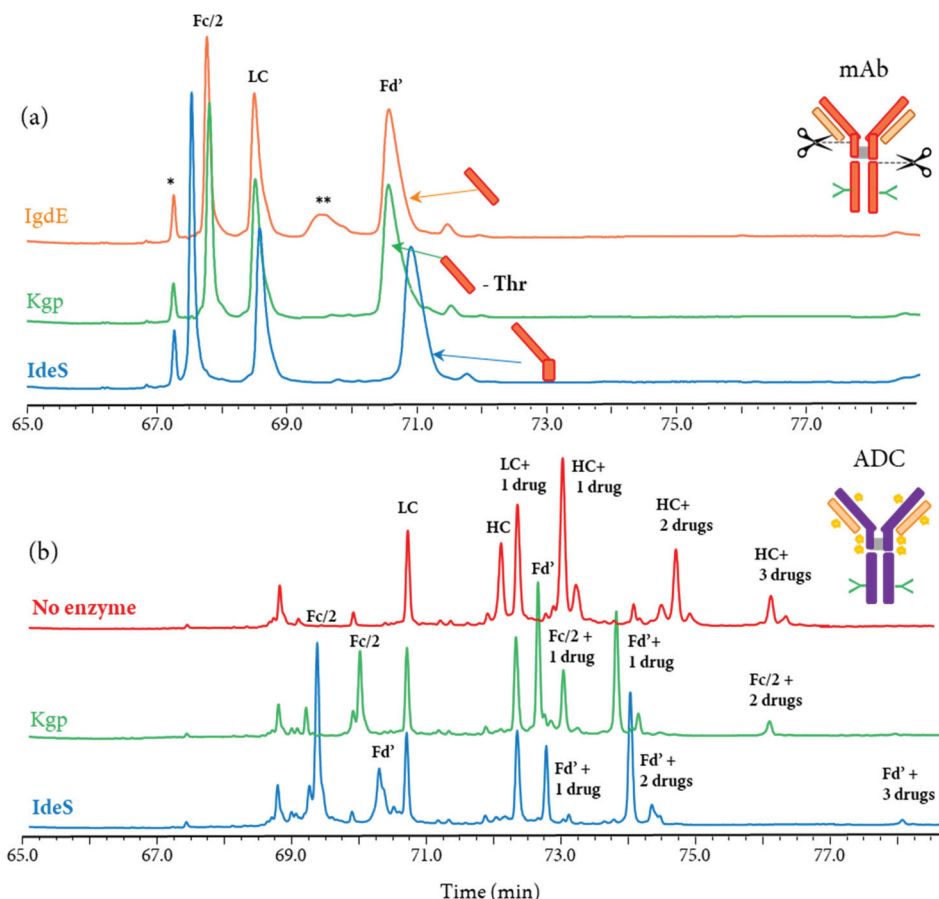 (a)
mAb
Fc/2
LC
Fd’
*
**
IgdE
Kgp
- Thr
IdeS
65.0 67.0 69.0 71.0 73.0 75.0 77.0
(b)
ADC
LC+
1 drug
HC+
1 drug
LC
HC
HC+
2 drugs
HC+
3 drugs
No enzyme
Fc/2
Fc/2
Fd’
Fc/2 +
1 drug
Fd’+
1 drug
Fc/2 +
2 drugs
Kgp
Fd’
Fd’ +
1 drug
Fd’ +
2 drugs
Fd’ +
3 drugs
IdeS
65.0 67.0 69.0 71.0 73.0 75.0 77.0
Time (min)